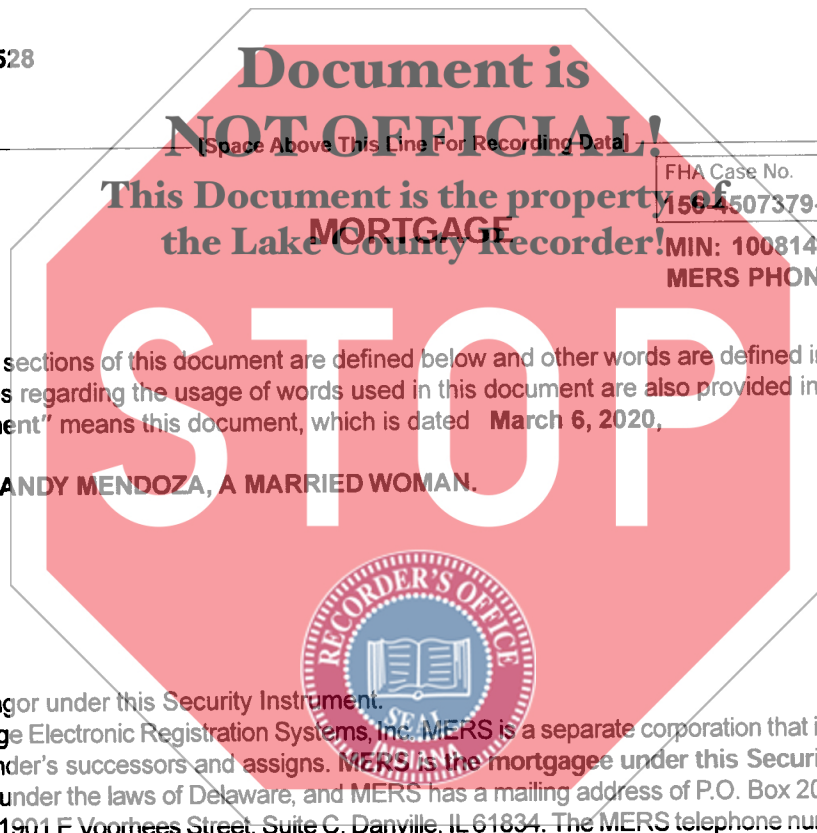 528
Document is
NOT OFFICIAL!
[Space Above This Line For Recording Data]
FHA Case No.
This Document is the property of
156-4507379-
MORTGAGE
the Lake County Recorder!
MIN: 100814
MERS PHON
STOP
sections of this document are defined below and other words are defined i
s regarding the usage of words used in this document are also provided in
ent” means this document, which is dated March 6, 2020,
ANDY MENDOZA, A MARRIED WOMAN.
RECORDER'S OFFICE
SEAL
INDIANA
gor under this Security Instrument.
ge Electronic Registration Systems, Inc. MERS is a separate corporation that i
nder's successors and assigns. MERS is the mortgagee under this Securi
under the laws of Delaware, and MERS has a mailing address of P.O. Box 20
1901 E Voorhees Street, Suite C, Danville, IL 61834. The MERS telephone nu